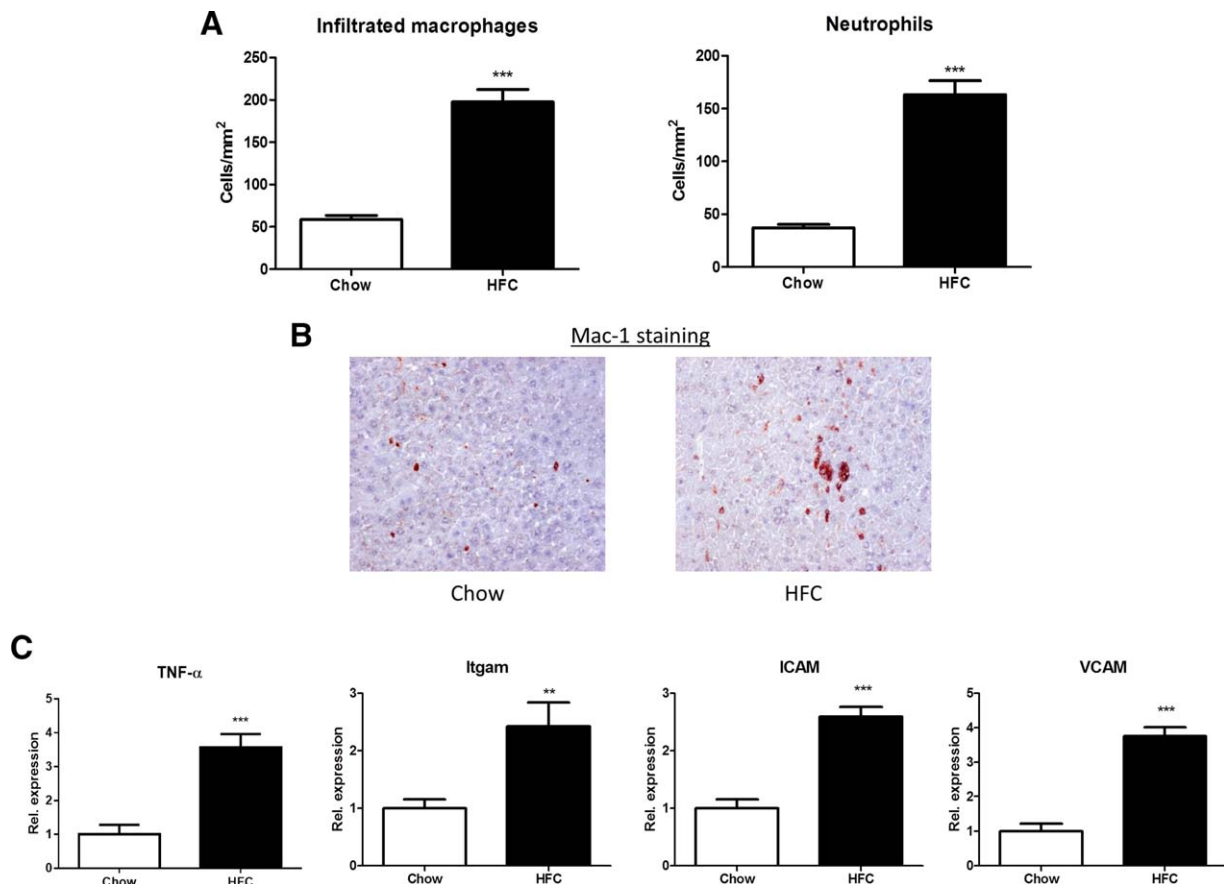 A
Infiltrated macrophages
Cells/mm²
250
200
150
100
50
0
***
Chow
HFC
Neutrophils
Cells/mm²
200
150
100
50
0
***
Chow
HFC
B
Mac-1 staining
Chow
HFC
C
TNF-α
Rel. expression
5
4
3
2
1
0
***
Chow
HFC
Itgam
Rel. expression
3
2
1
0
**
Chow
HFC
ICAM
Rel. expression
3
2
1
0
***
Chow
HFC
VCAM
Rel. expression
5
4
3
2
1
0
***
Chow
HFC